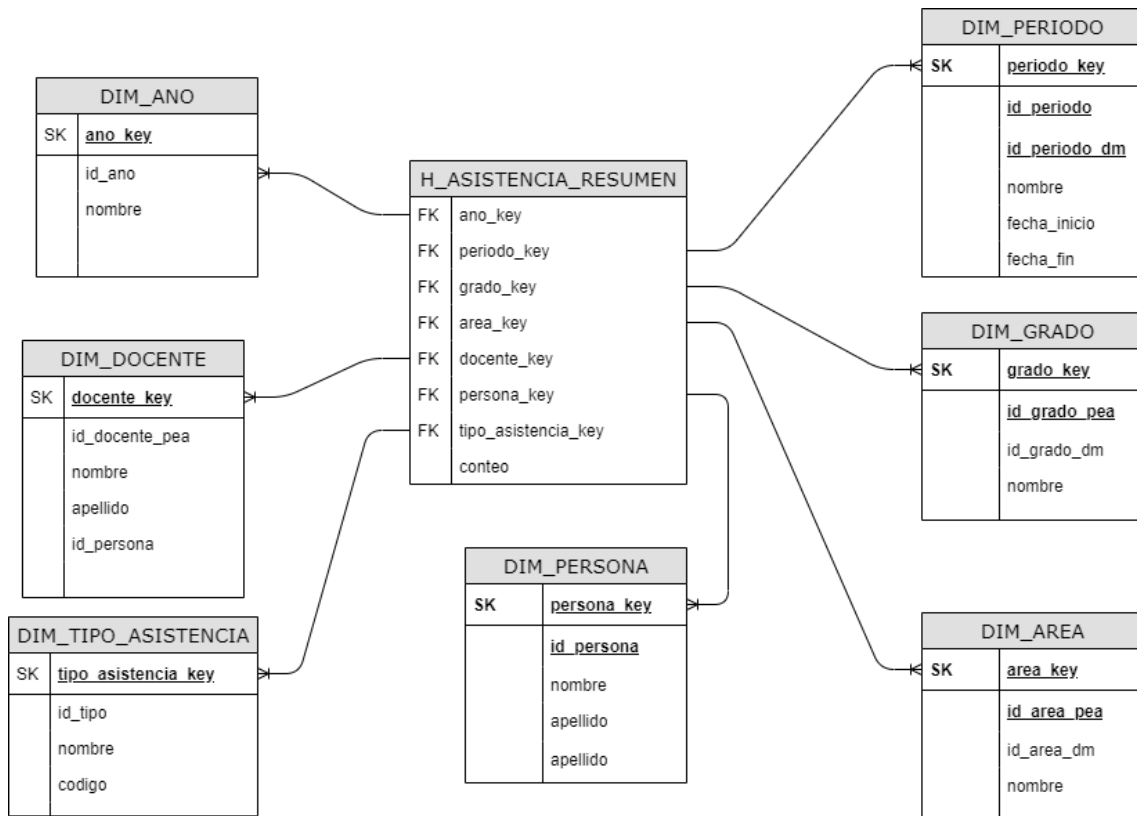 DIM_ANO
SK ano_key
id_ano
nombre
DIM_DOCENTE
SK docente_key
id_docente_pea
nombre
apellido
id_persona
DIM_TIPO_ASISTENCIA
SK tipo_asistencia_key
id_tipo
nombre
codigo
H_ASISTENCIA_RESUMEN
FK ano_key
FK periodo_key
FK grado_key
FK area_key
FK docente_key
FK persona_key
FK tipo_asistencia_key
conteo
DIM_PERSONA
SK persona_key
id_persona
nombre
apellido
apellido
DIM_PERIODO
SK periodo_key
id_periodo
id_periodo_dm
nombre
fecha_inicio
fecha_fin
DIM_GRADO
SK grado_key
id_grado_pea
id_grado_dm
nombre
DIM_AREA
SK area_key
id_area_pea
id_area_dm
nombre